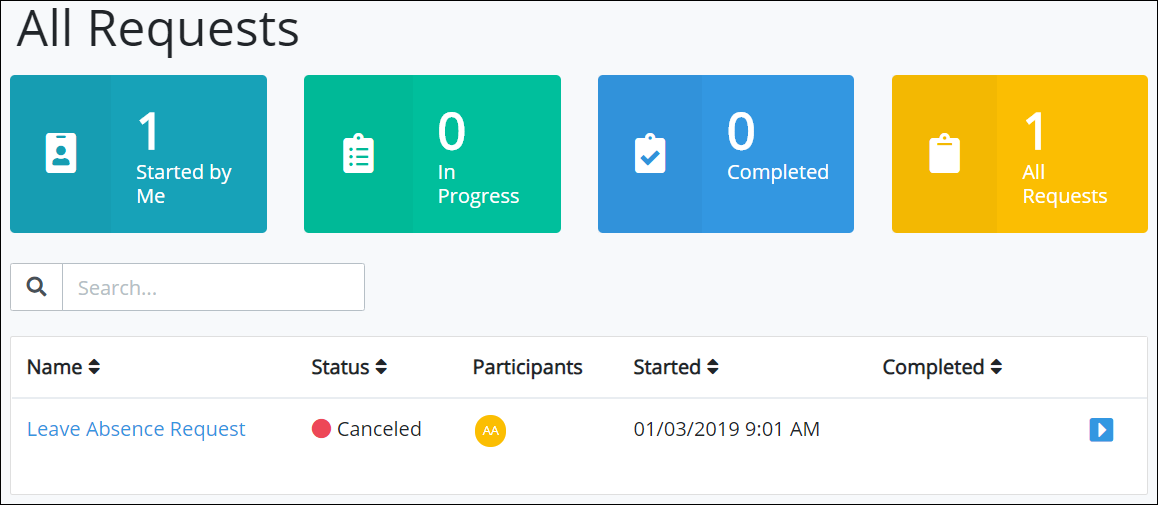 All Requests
1
Started by
Me
0
In
Progress
0
Completed
1
All
Requests
Search...
Name Status Participants Started Completed
Leave Absence Request Canceled AA 01/03/2019 9:01 AM